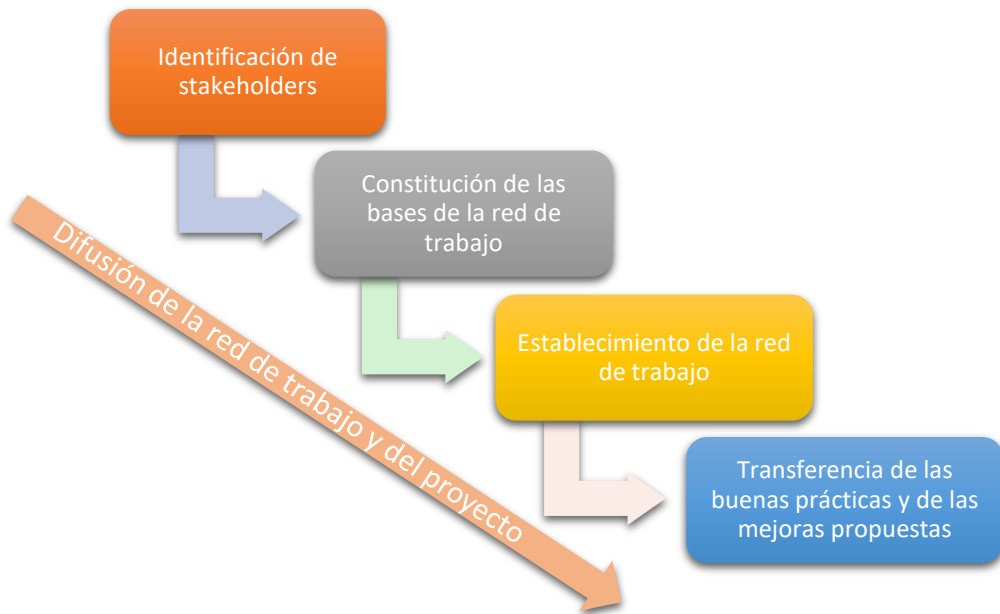 Identificación de
stakeholders
Constitución de las
bases de la red de
trabajo
Establecimiento de la red
de trabajo
Transferencia de las
buenas prácticas y de las
mejoras propuestas
Difusión de la red de trabajo y del proyecto